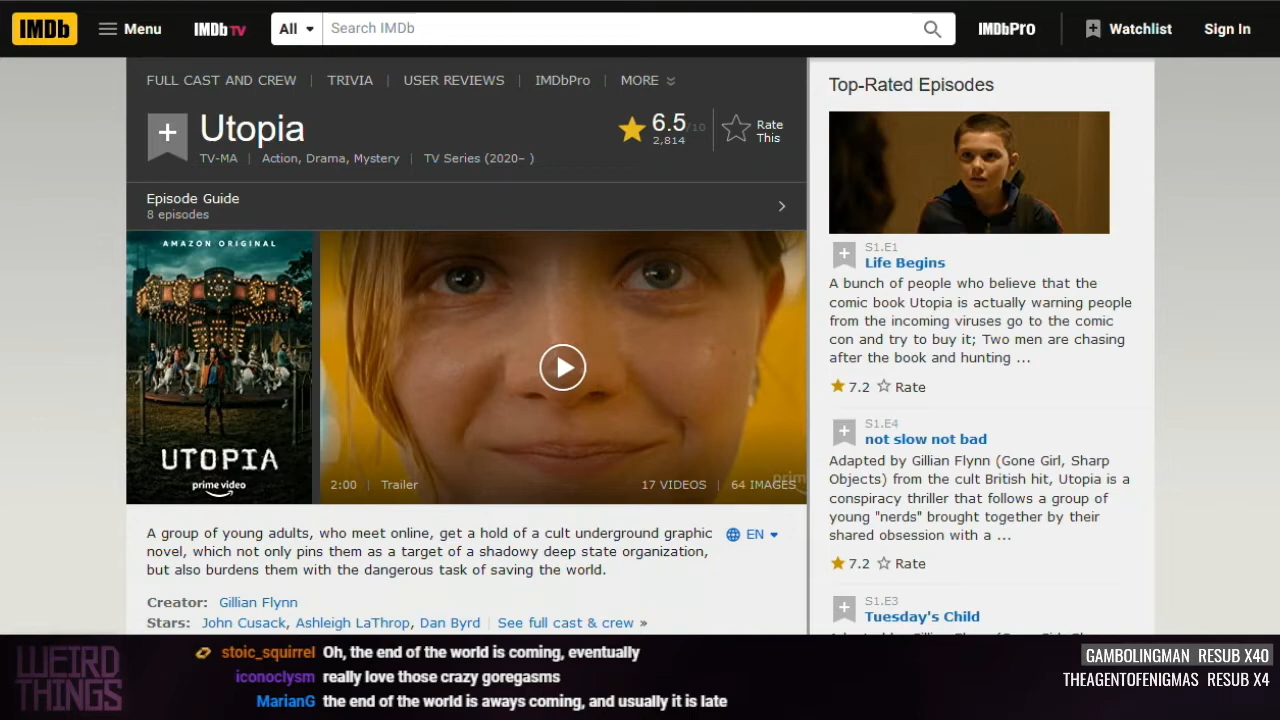 IMDb
Menu
IMDb TV
All
Search IMDb
IMDbPro
Watchlist
Sign In
FULL CAST AND CREW | TRIVIA | USER REVIEWS | IMDbPro | MORE
Utopia
TV-MA | Action, Drama, Mystery | TV Series (2020– )
6.5/10
2,814
Rate
This
Episode Guide
8 episodes
AMAZON ORIGINAL
UTOPIA
prime video
2:00 | Trailer
17 VIDEOS | 64 IMAGES
prime
A group of young adults, who meet online, get a hold of a cult underground graphic
novel, which not only pins them as a target of a shadowy deep state organization,
but also burdens them with the dangerous task of saving the world.
EN
Creator: Gillian Flynn
Stars: John Cusack, Ashleigh LaThrop, Dan Byrd | See full cast & crew »
Top-Rated Episodes
S1.E1
Life Begins
A bunch of people who believe that the
comic book Utopia is actually warning people
from the incoming viruses go to the comic
con and try to buy it; Two men are chasing
after the book and hunting ...
7.2 Rate
S1.E4
not slow not bad
Adapted by Gillian Flynn (Gone Girl, Sharp
Objects) from the cult British hit, Utopia is a
conspiracy thriller that follows a group of
young "nerds" brought together by their
shared obsession with a ...
7.2 Rate
S1.E3
Tuesday's Child
WEIRD
THINGS
stoic_squirrel Oh, the end of the world is coming, eventually
iconoclysm really love those crazy goregasms
MarianG the end of the world is aways coming, and usually it is late
GAMBOLINGMAN RESUB X40
THEAGENTOFENIGMAS RESUB X4